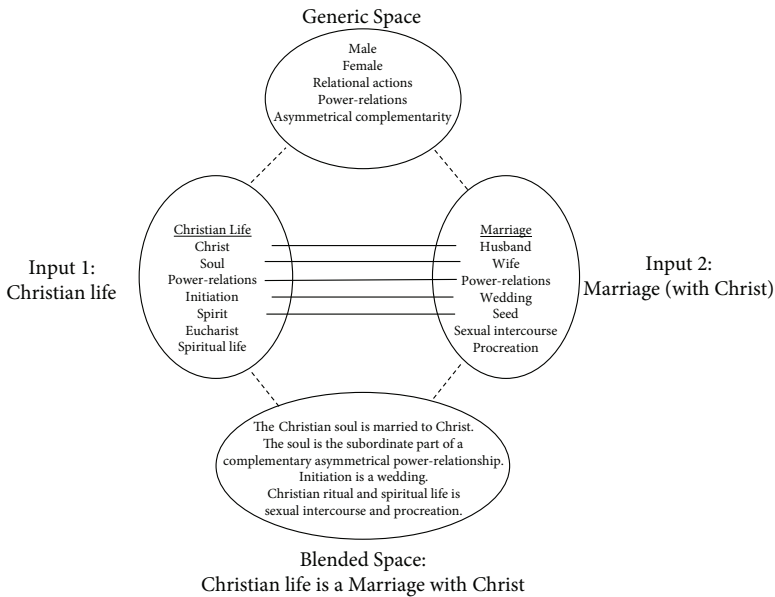 Generic Space
Male
Female
Relational actions
Power-relations
Asymmetrical complementarity
Input 1:
Christian life
Christian Life
Christ
Soul
Power-relations
Initiation
Spirit
Eucharist
Spiritual life
Marriage
Husband
Wife
Power-relations
Wedding
Seed
Sexual intercourse
Procreation
Input 2:
Marriage (with Christ)
The Christian soul is married to Christ.
The soul is the subordinate part of a
complementary asymmetrical power-relationship.
Initiation is a wedding.
Christian ritual and spiritual life is
sexual intercourse and procreation.
Blended Space:
Christian life is a Marriage with Christ